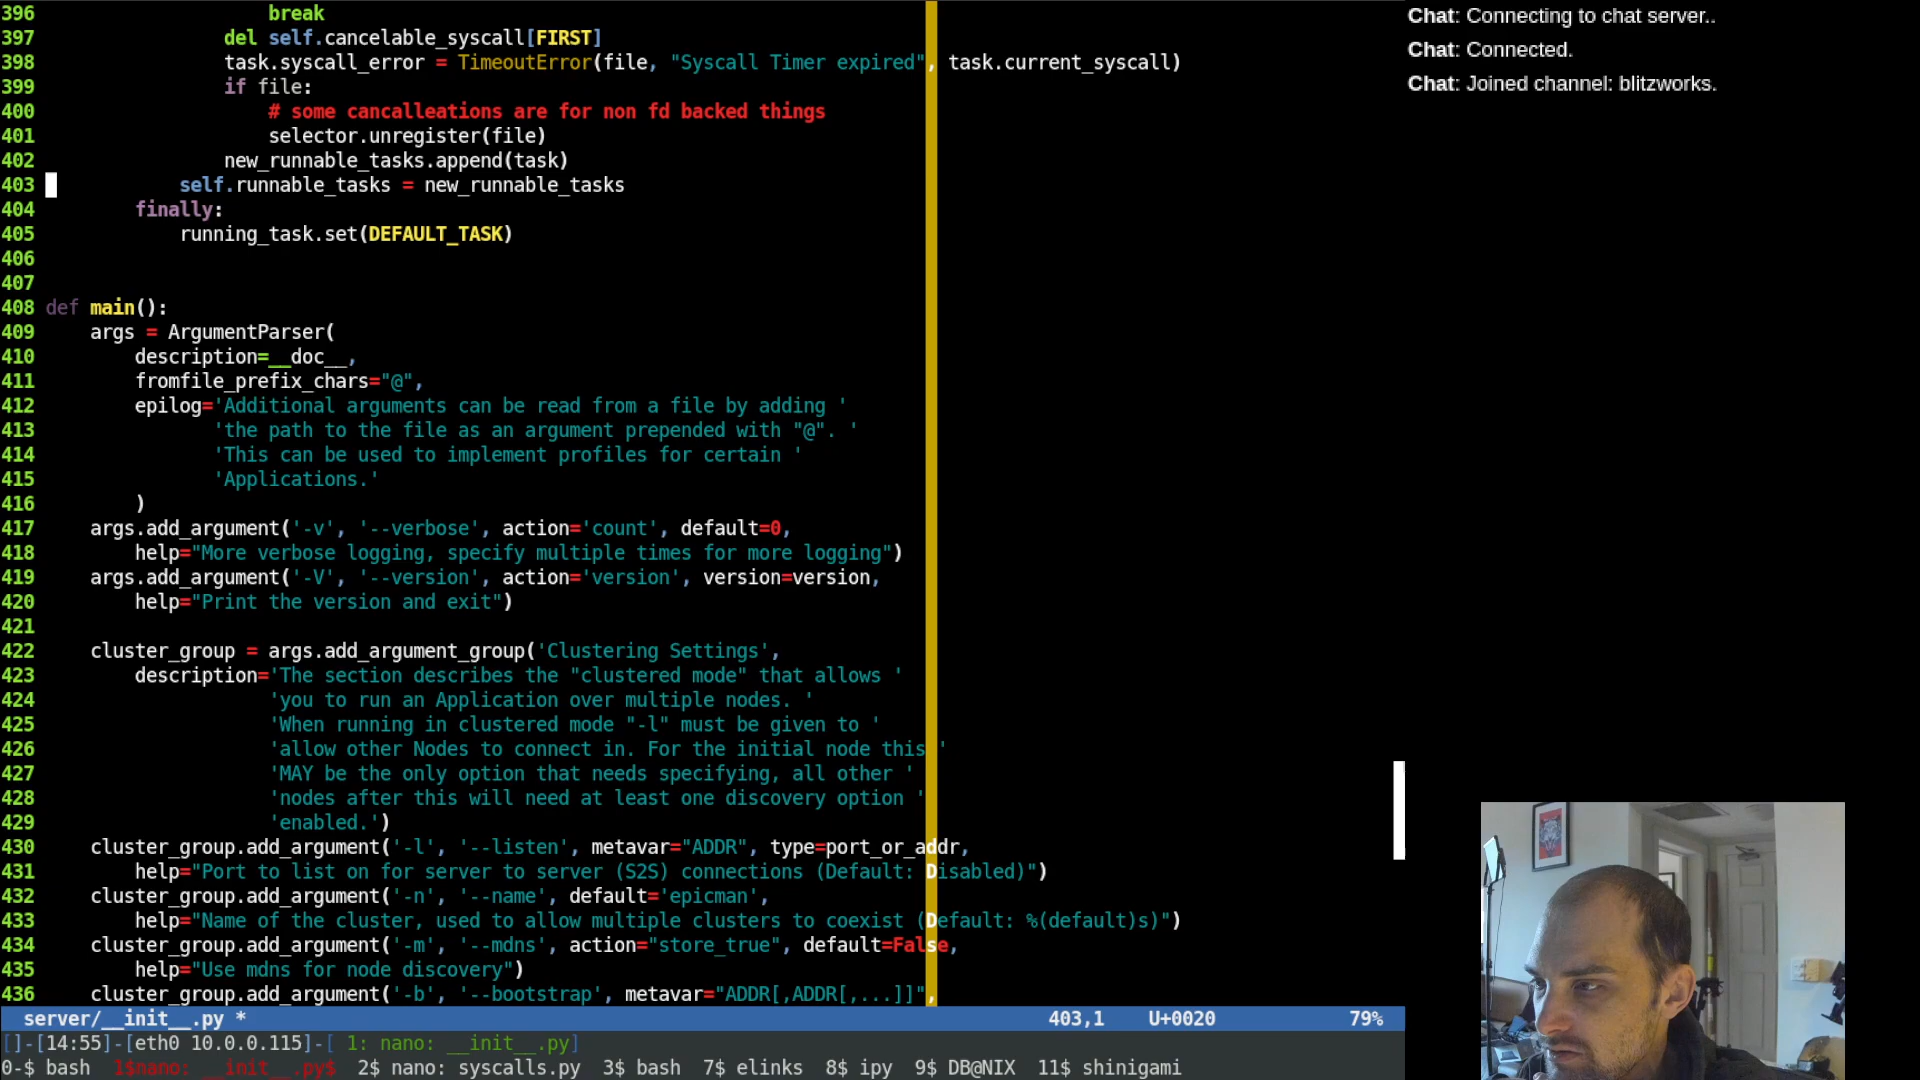 396                     break
397                 del self.cancelable_syscall[FIRST]
398                 task.syscall_error = TimeoutError(file, "Syscall Timer expired", task.current_syscall)
399                 if file:
400                     # some cancalleations are for non fd backed things
401                     selector.unregister(file)
402                 new_runnable_tasks.append(task)
403             self.runnable_tasks = new_runnable_tasks
404         finally:
405             running_task.set(DEFAULT_TASK)
406
407
408 def main():
409     args = ArgumentParser(
410         description=__doc__,
411         fromfile_prefix_chars="@",
412         epilog='Additional arguments can be read from a file by adding '
413                'the path to the file as an argument prepended with "@". '
414                'This can be used to implement profiles for certain '
415                'Applications.'
416         )
417     args.add_argument('-v', '--verbose', action='count', default=0,
418         help="More verbose logging, specify multiple times for more logging")
419     args.add_argument('-V', '--version', action='version', version=version,
420         help="Print the version and exit")
421
422     cluster_group = args.add_argument_group('Clustering Settings',
423         description='The section describes the "clustered mode" that allows '
424                     'you to run an Application over multiple nodes. '
425                     'When running in clustered mode "-l" must be given to '
426                     'allow other Nodes to connect in. For the initial node this '
427                     'MAY be the only option that needs specifying, all other '
428                     'nodes after this will need at least one discovery option '
429                     'enabled.')
430     cluster_group.add_argument('-l', '--listen', metavar="ADDR", type=port_or_addr,
431         help="Port to list on for server to server (S2S) connections (Default: Disabled)")
432     cluster_group.add_argument('-n', '--name', default='epicman',
433         help="Name of the cluster, used to allow multiple clusters to coexist (Default: %(default)s)")
434     cluster_group.add_argument('-m', '--mdns', action="store_true", default=False,
435         help="Use mdns for node discovery")
436     cluster_group.add_argument('-b', '--bootstrap', metavar="ADDR[,ADDR[,...]]",
server/__init__.py *     403,1    U+0020    79%
[]-[14:55]-[eth0 10.0.0.115]-[ 1: nano: __init__.py]
0-$ bash  1$nano: __init__.py$  2$ nano: syscalls.py  3$ bash  7$ elinks  8$ ipy  9$ DB@NIX  11$ shinigami
Chat: Connecting to chat server..
Chat: Connected.
Chat: Joined channel: blitzworks.